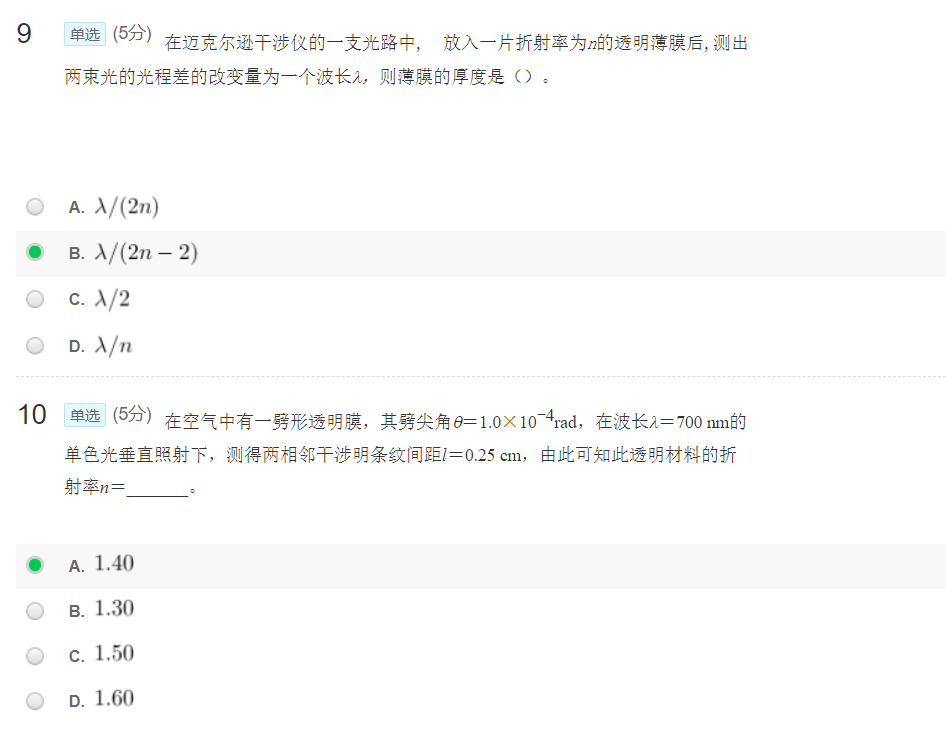 9 单选 (5分) 在迈克尔逊干涉仪的一支光路中, 放入一片折射率为n的透明薄膜后,测出
两束光的光程差的改变量为一个波长λ，则薄膜的厚度是（）。
A. λ/(2n)
B. λ/(2n − 2)
C. λ/2
D. λ/n
10 单选 (5分) 在空气中有一劈形透明膜，其劈尖角θ＝1.0×10⁻⁴rad，在波长λ＝700 nm的
单色光垂直照射下，测得两相邻干涉明条纹间距l＝0.25 cm，由此可知此透明材料的折
射率n＝_______。
A. 1.40
B. 1.30
C. 1.50
D. 1.60